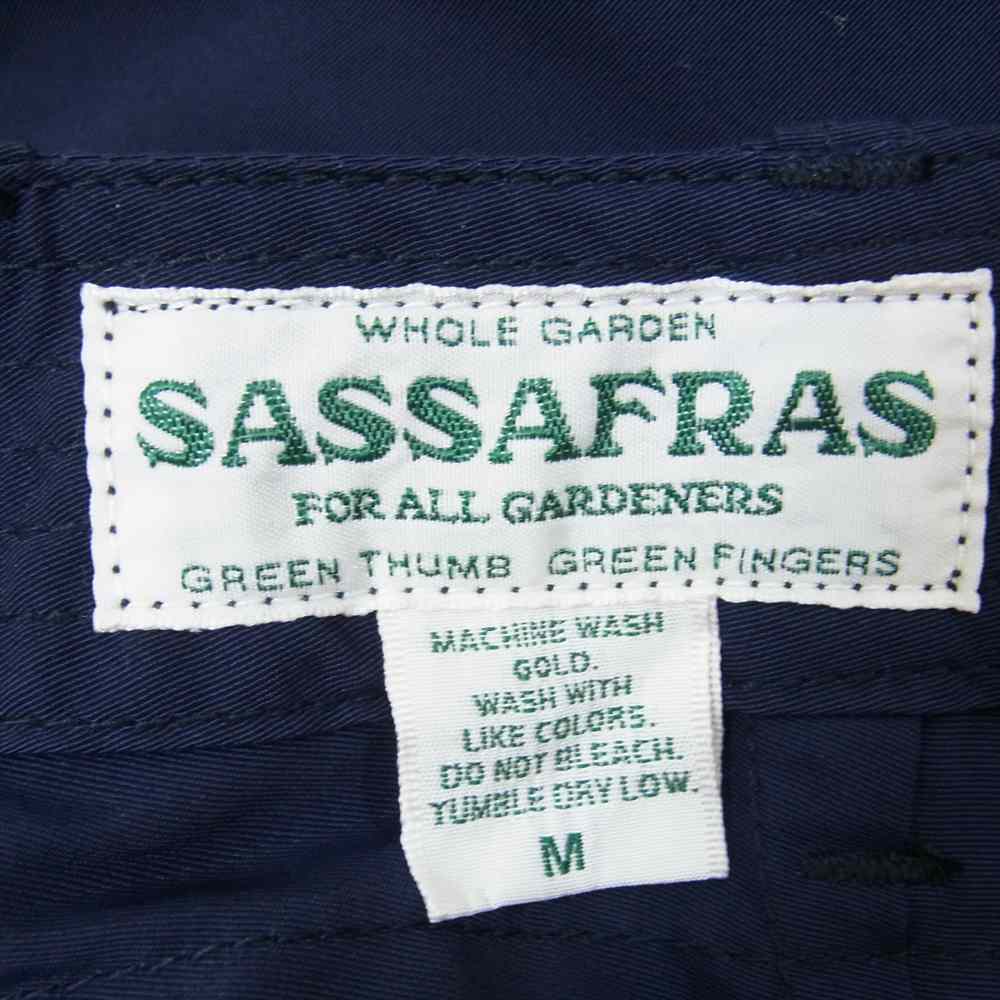 WHOLE GARDEN
SASSAFRAS
FOR ALL GARDENERS
GREEN THUMB GREEN FINGERS
MACHINE WASH
GOLD.
WASH WITH
LIKE COLORS.
DO NOT BLEACH.
TUMBLE DRY LOW.
M